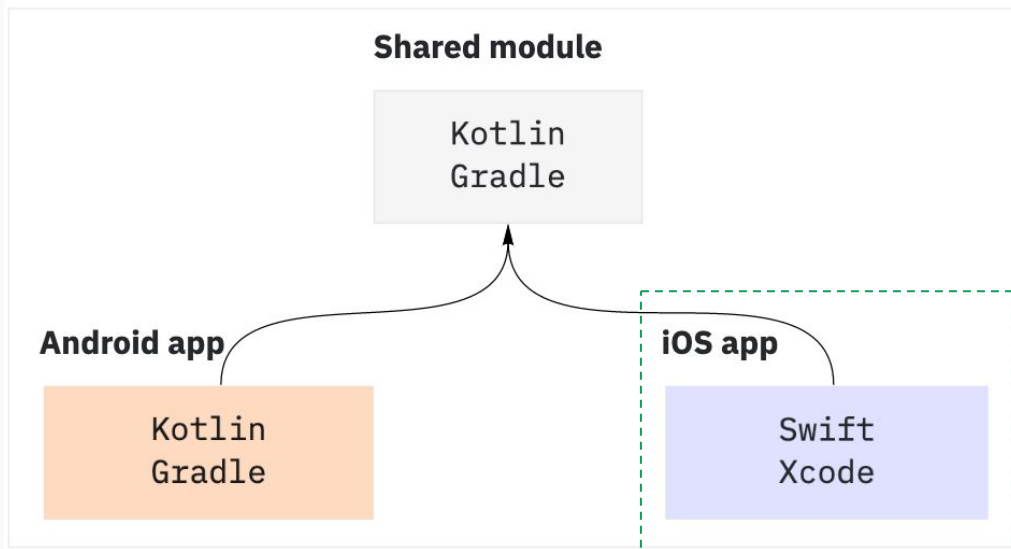 Shared module
Kotlin
Gradle
Android app
Kotlin
Gradle
iOS app
Swift
Xcode